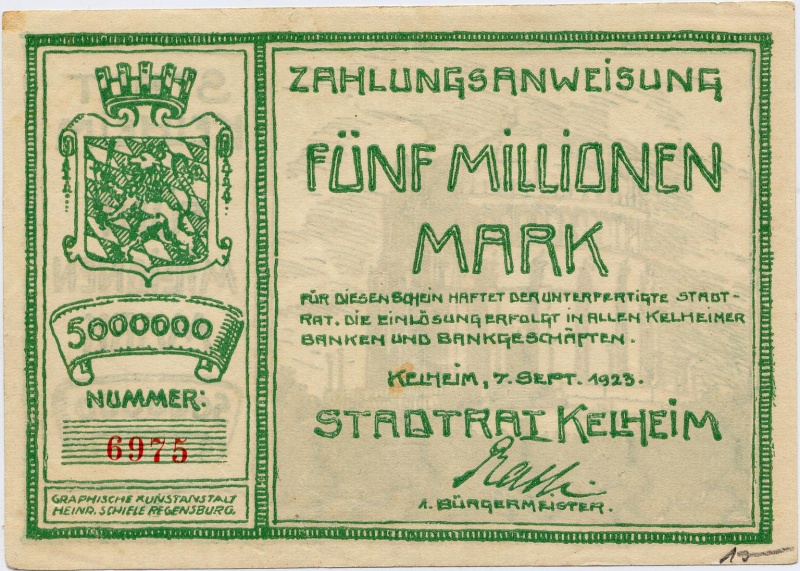 ZAHLUNGSANWEISUNG
FÜNF MILLIONEN
MARK
FÜR DIESEN SCHEIN HAFTET DER UNTERFERTIGTE STADT-
RAT. DIE EINLÖSUNG ERFOLGT IN ALLEN KELHEIMER
BANKEN UND BANKGESCHÄFTEN.
KELHEIM, 7. SEPT. 1923.
STADTRAT KELHEIM
1. BÜRGERMEISTER.
5000000
NUMMER:
6975
GRAPHISCHE KUNSTANSTALT
HEINR. SCHIELE REGENSBURG.